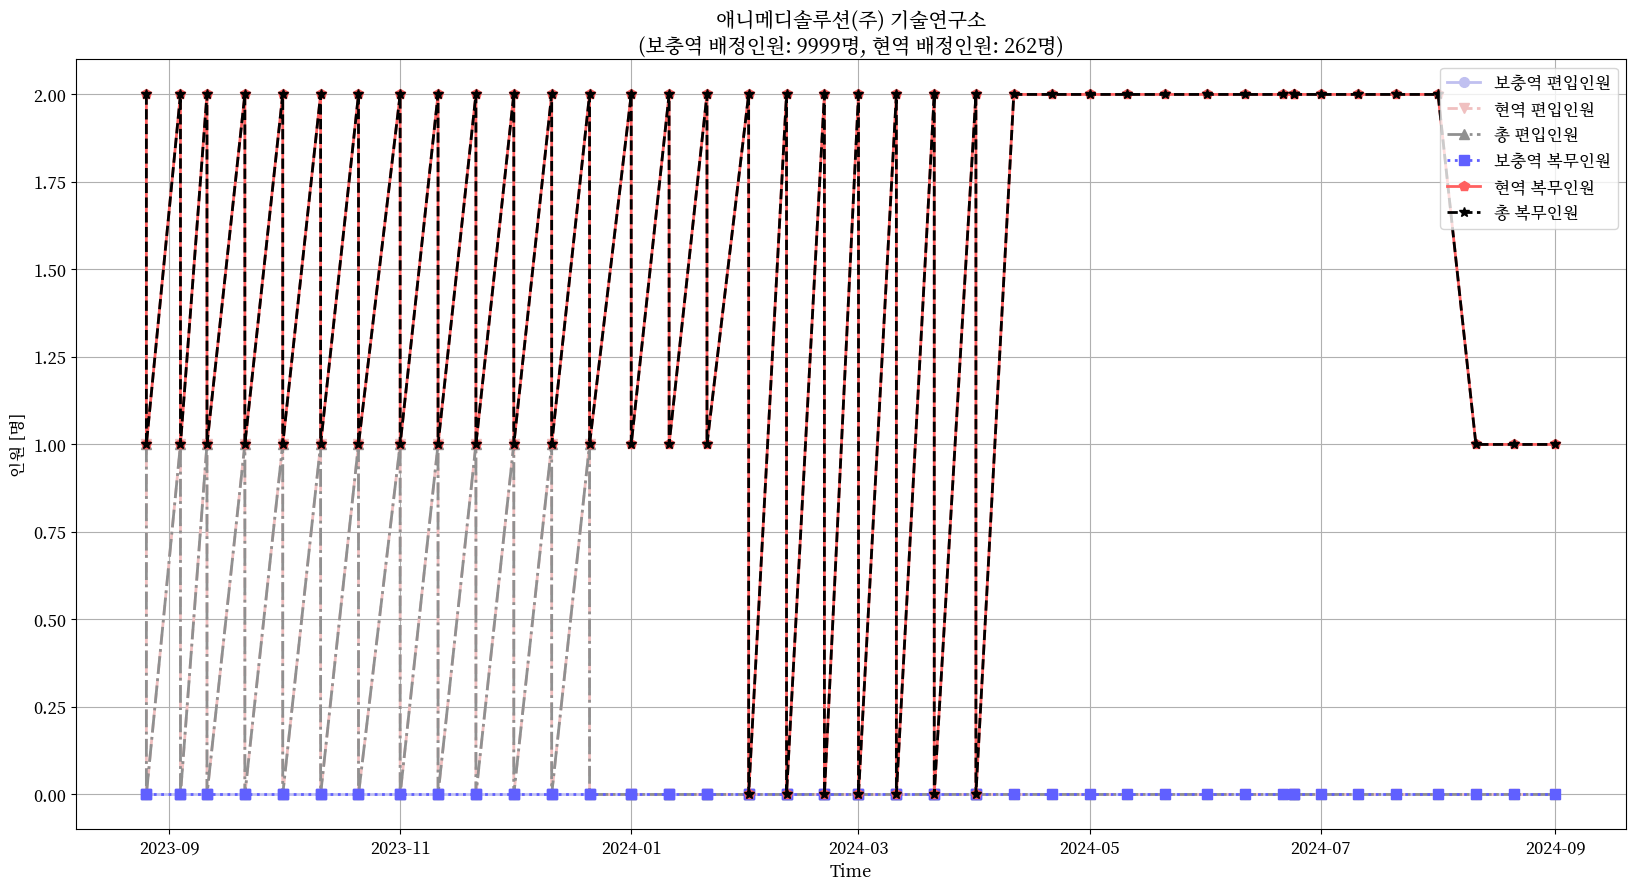 애니메디솔루션(주) 기술연구소
(보충역 배정인원: 9999명, 현역 배정인원: 262명)
2.00
1.75
1.50
1.25
1.00
0.75
0.50
0.25
0.00
인원 [명]
보충역 편입인원
현역 편입인원
총 편입인원
보충역 복무인원
현역 복무인원
총 복무인원
2023-09
2023-11
2024-01
2024-03
2024-05
2024-07
2024-09
Time